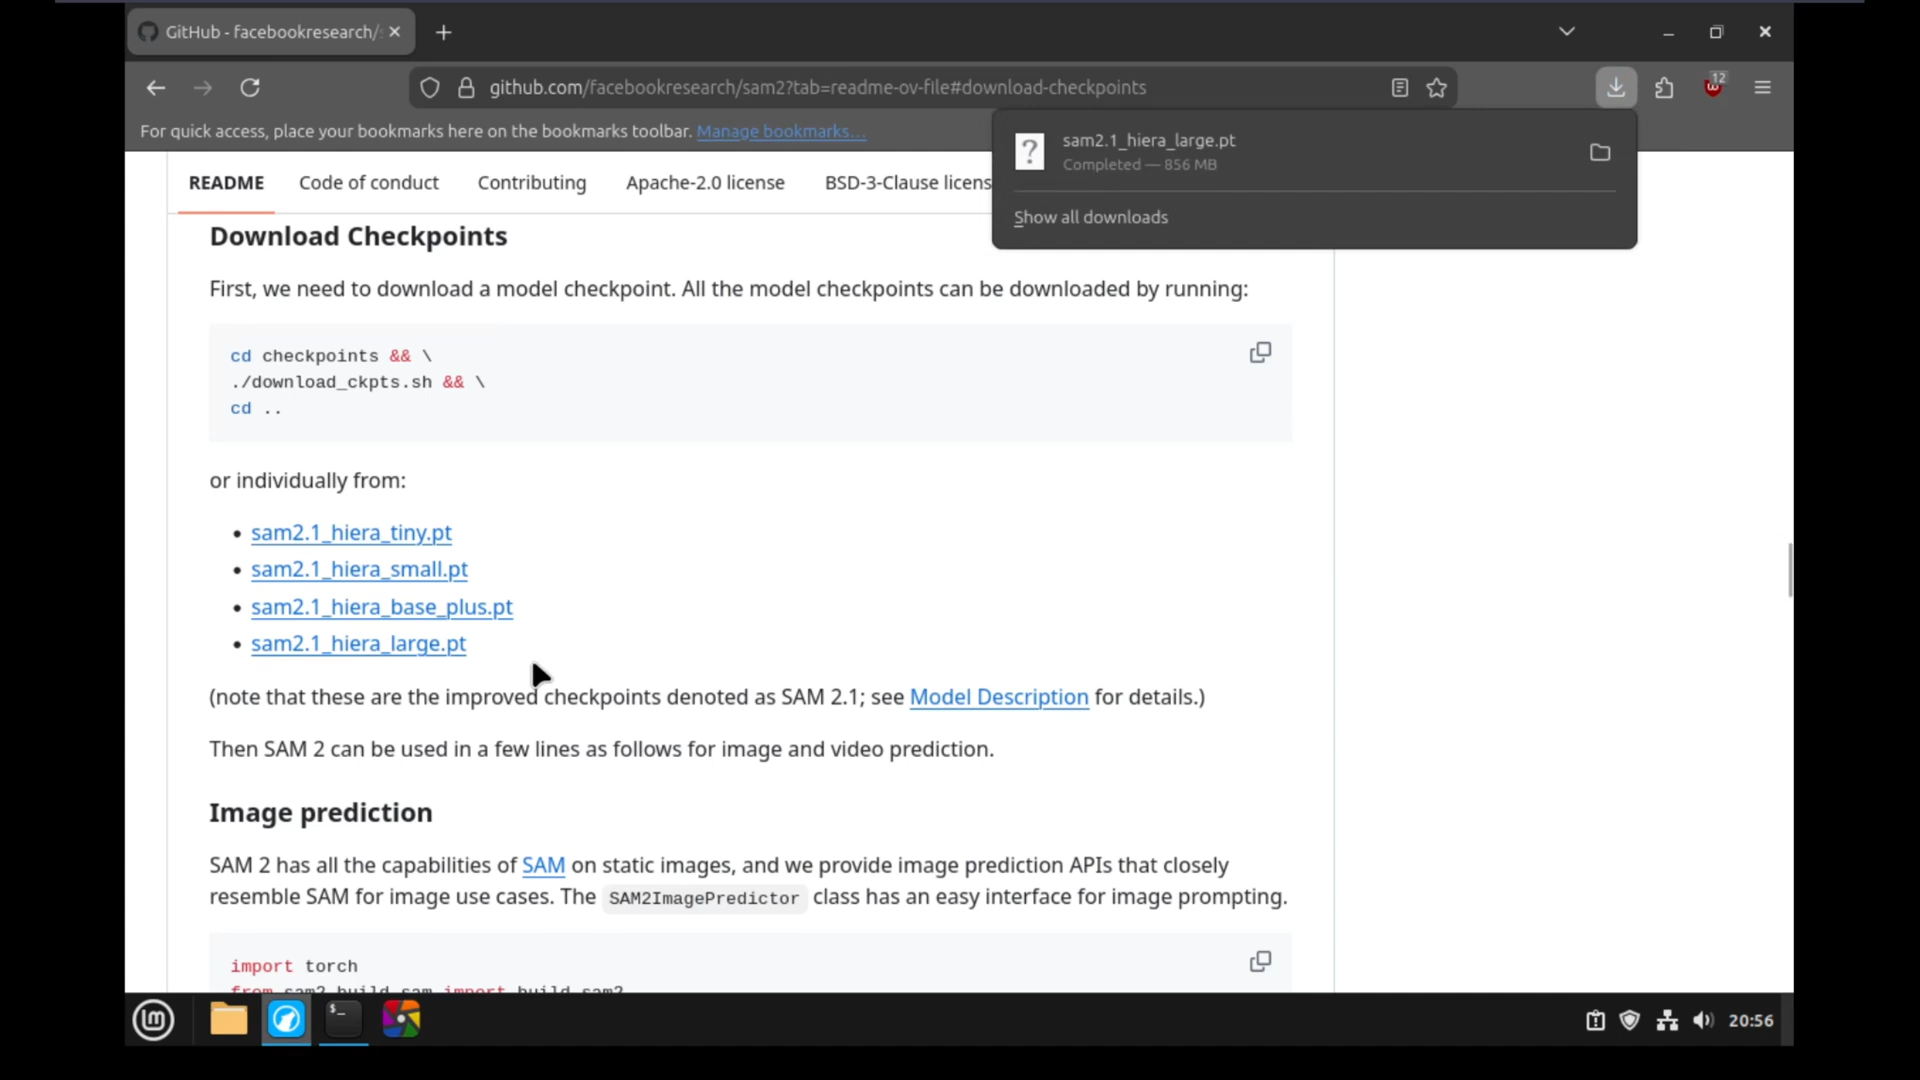 GitHub - facebookresearch/
github.com/facebookresearch/sam2?tab=readme-ov-file#download-checkpoints
12
For quick access, place your bookmarks here on the bookmarks toolbar. Manage bookmarks...
sam2.1_hiera_large.pt
Completed — 856 MB
Show all downloads
README Code of conduct Contributing Apache-2.0 license BSD-3-Clause licens
Download Checkpoints
First, we need to download a model checkpoint. All the model checkpoints can be downloaded by running:
cd checkpoints && \
./download_ckpts.sh && \
cd ..
or individually from:
• sam2.1_hiera_tiny.pt
• sam2.1_hiera_small.pt
• sam2.1_hiera_base_plus.pt
• sam2.1_hiera_large.pt
(note that these are the improved checkpoints denoted as SAM 2.1; see Model Description for details.)
Then SAM 2 can be used in a few lines as follows for image and video prediction.
Image prediction
SAM 2 has all the capabilities of SAM on static images, and we provide image prediction APIs that closely
resemble SAM for image use cases. The SAM2ImagePredictor class has an easy interface for image prompting.
import torch
from sam2.build_sam import build_sam2
20:56